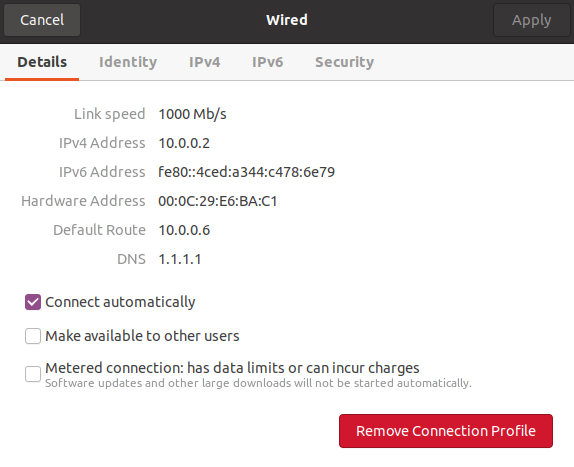 Cancel Wired Apply
Details Identity IPv4 IPv6 Security
Link speed 1000 Mb/s
IPv4 Address 10.0.0.2
IPv6 Address fe80::4ced:a344:c478:6e79
Hardware Address 00:0C:29:E6:BA:C1
Default Route 10.0.0.6
DNS 1.1.1.1
Connect automatically
Make available to other users
Metered connection: has data limits or can incur charges
Software updates and other large downloads will not be started automatically.
Remove Connection Profile